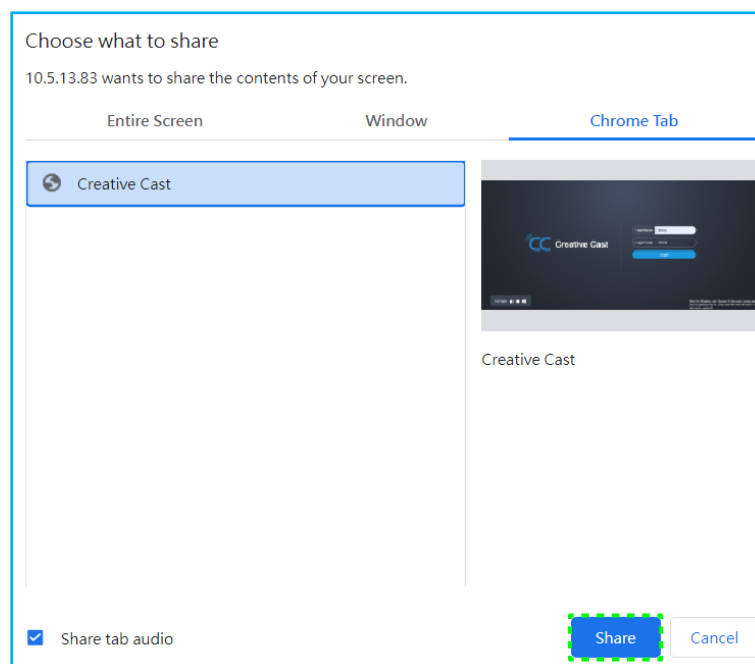 Choose what to share
10.5.13.83 wants to share the contents of your screen.
Entire Screen
Window
Chrome Tab
Creative Cast
Creative Cast
Creative Cast
Share tab audio
Share
Cancel